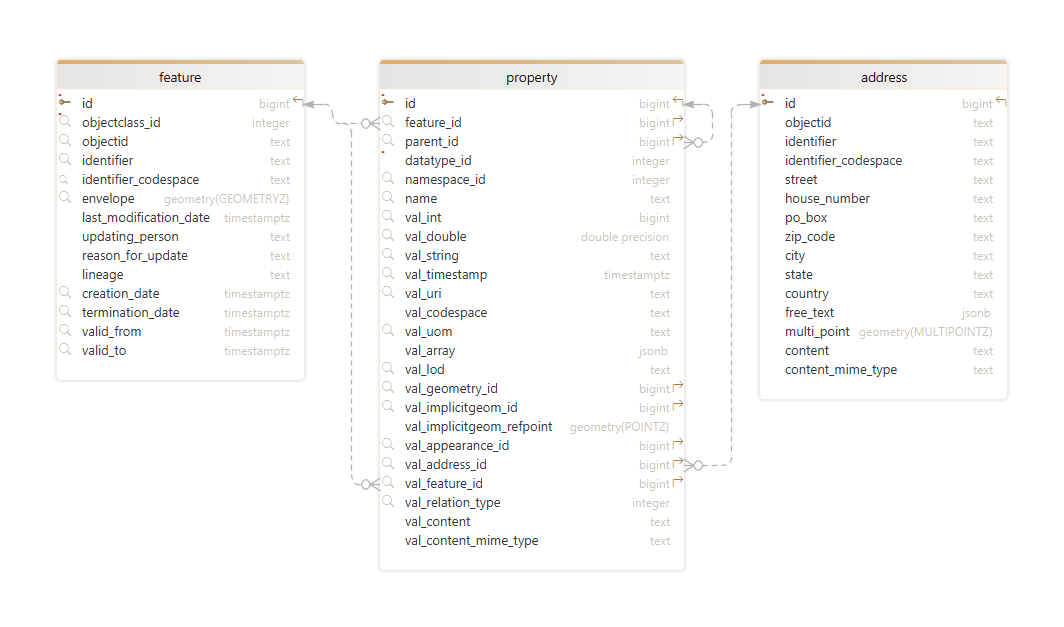 feature
id bigint
objectclass_id integer
objectid text
identifier text
identifier_codespace text
envelope geometry(GEOMETRYZ)
last_modification_date timestamptz
updating_person text
reason_for_update text
lineage text
creation_date timestamptz
termination_date timestamptz
valid_from timestamptz
valid_to timestamptz
property
id bigint
feature_id bigint
parent_id bigint
datatype_id integer
namespace_id integer
name text
val_int bigint
val_double double precision
val_string text
val_timestamp timestamptz
val_uri text
val_codespace text
val_uom text
val_array jsonb
val_lod text
val_geometry_id bigint
val_implicitgeom_id bigint
val_implicitgeom_refpoint geometry(POINTZ)
val_appearance_id bigint
val_address_id bigint
val_feature_id bigint
val_relation_type integer
val_content text
val_content_mime_type text
address
id bigint
objectid text
identifier text
identifier_codespace text
street text
house_number text
po_box text
zip_code text
city text
state text
country text
free_text jsonb
multi_point geometry(MULTIPOINTZ)
content text
content_mime_type text